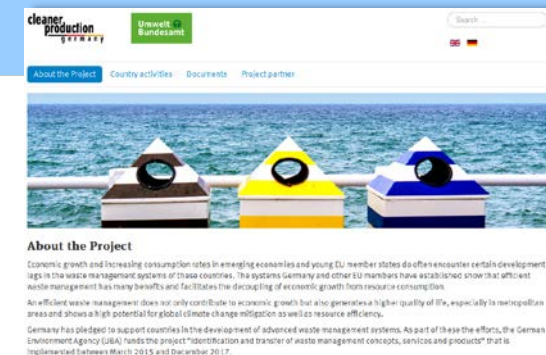 cleaner
production
germany
Umwelt
Bundesamt
Search ...
About the Project
Country activities
Documents
Project partner
About the Project
Economic growth and increasing consumption rates in emerging economies and young EU member states do often encounter certain development
lags in the waste management systems of these countries. The systems Germany and other EU members have established show that efficient
waste management has many benefits and facilitates the decoupling of economic growth from resource consumption.
An efficient waste management does not only contribute to economic growth but also generates a higher quality of life, especially in metropolitan
areas and shows a high potential for global climate change mitigation as well as resource efficiency.
Germany has pledged to support countries in the development of advanced waste management systems. As part of these the efforts, the German
Environment Agency (UBA) funds the project "Identification and transfer of waste management concepts, services and products" that is
implemented between March 2015 and December 2017.